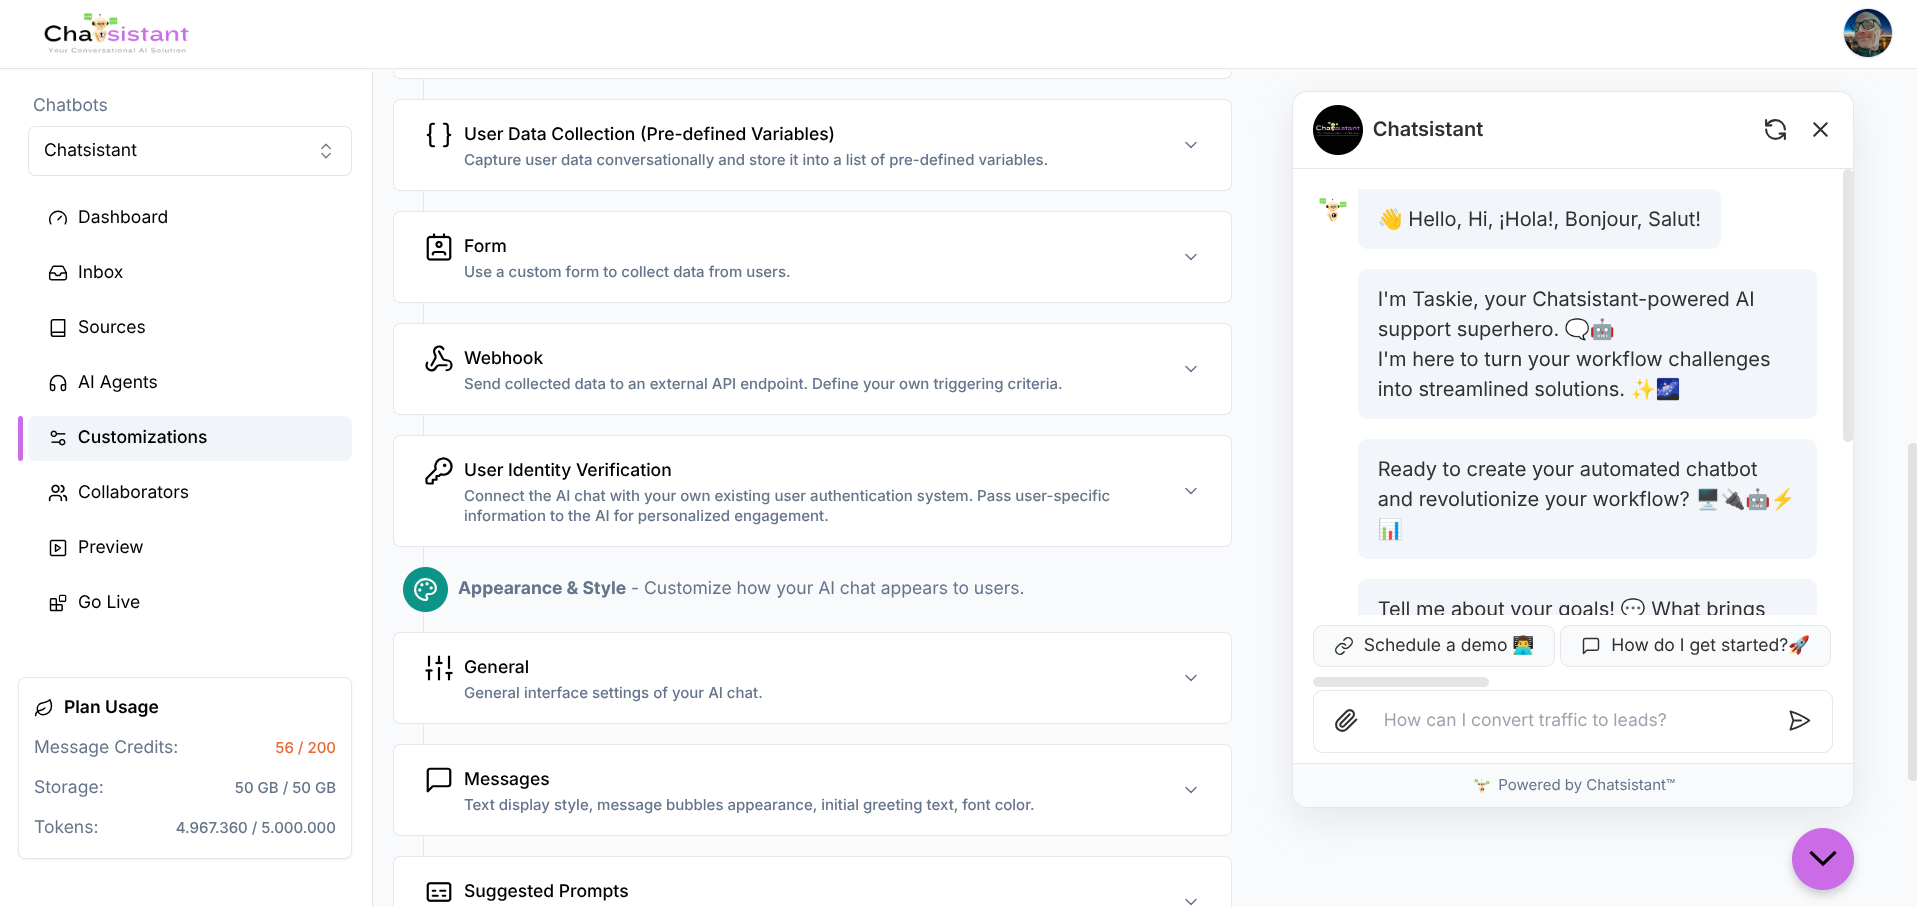 Chatsistant
Your Conversational AI Solution
Chatbots
Chatsistant
Dashboard
Inbox
Sources
AI Agents
Customizations
Collaborators
Preview
Go Live
Plan Usage
Message Credits: 56 / 200
Storage: 50 GB / 50 GB
Tokens: 4.967.360 / 5.000.000
User Data Collection (Pre-defined Variables)
Capture user data conversationally and store it into a list of pre-defined variables.
Form
Use a custom form to collect data from users.
Webhook
Send collected data to an external API endpoint. Define your own triggering criteria.
User Identity Verification
Connect the AI chat with your own existing user authentication system. Pass user-specific
information to the AI for personalized engagement.
Appearance & Style - Customize how your AI chat appears to users.
General
General interface settings of your AI chat.
Messages
Text display style, message bubbles appearance, initial greeting text, font color.
Suggested Prompts
Chatsistant
Chatsistant
👋 Hello, Hi, ¡Hola!, Bonjour, Salut!
I'm Taskie, your Chatsistant-powered AI
support superhero. 🗨️🤖
I'm here to turn your workflow challenges
into streamlined solutions. ✨🌌
Ready to create your automated chatbot
and revolutionize your workflow? 🖥️🔌🤖⚡
📊
Tell me about your goals! 💬 What brings
Schedule a demo 👨‍💻
How do I get started?🚀
How can I convert traffic to leads?
Powered by Chatsistant™